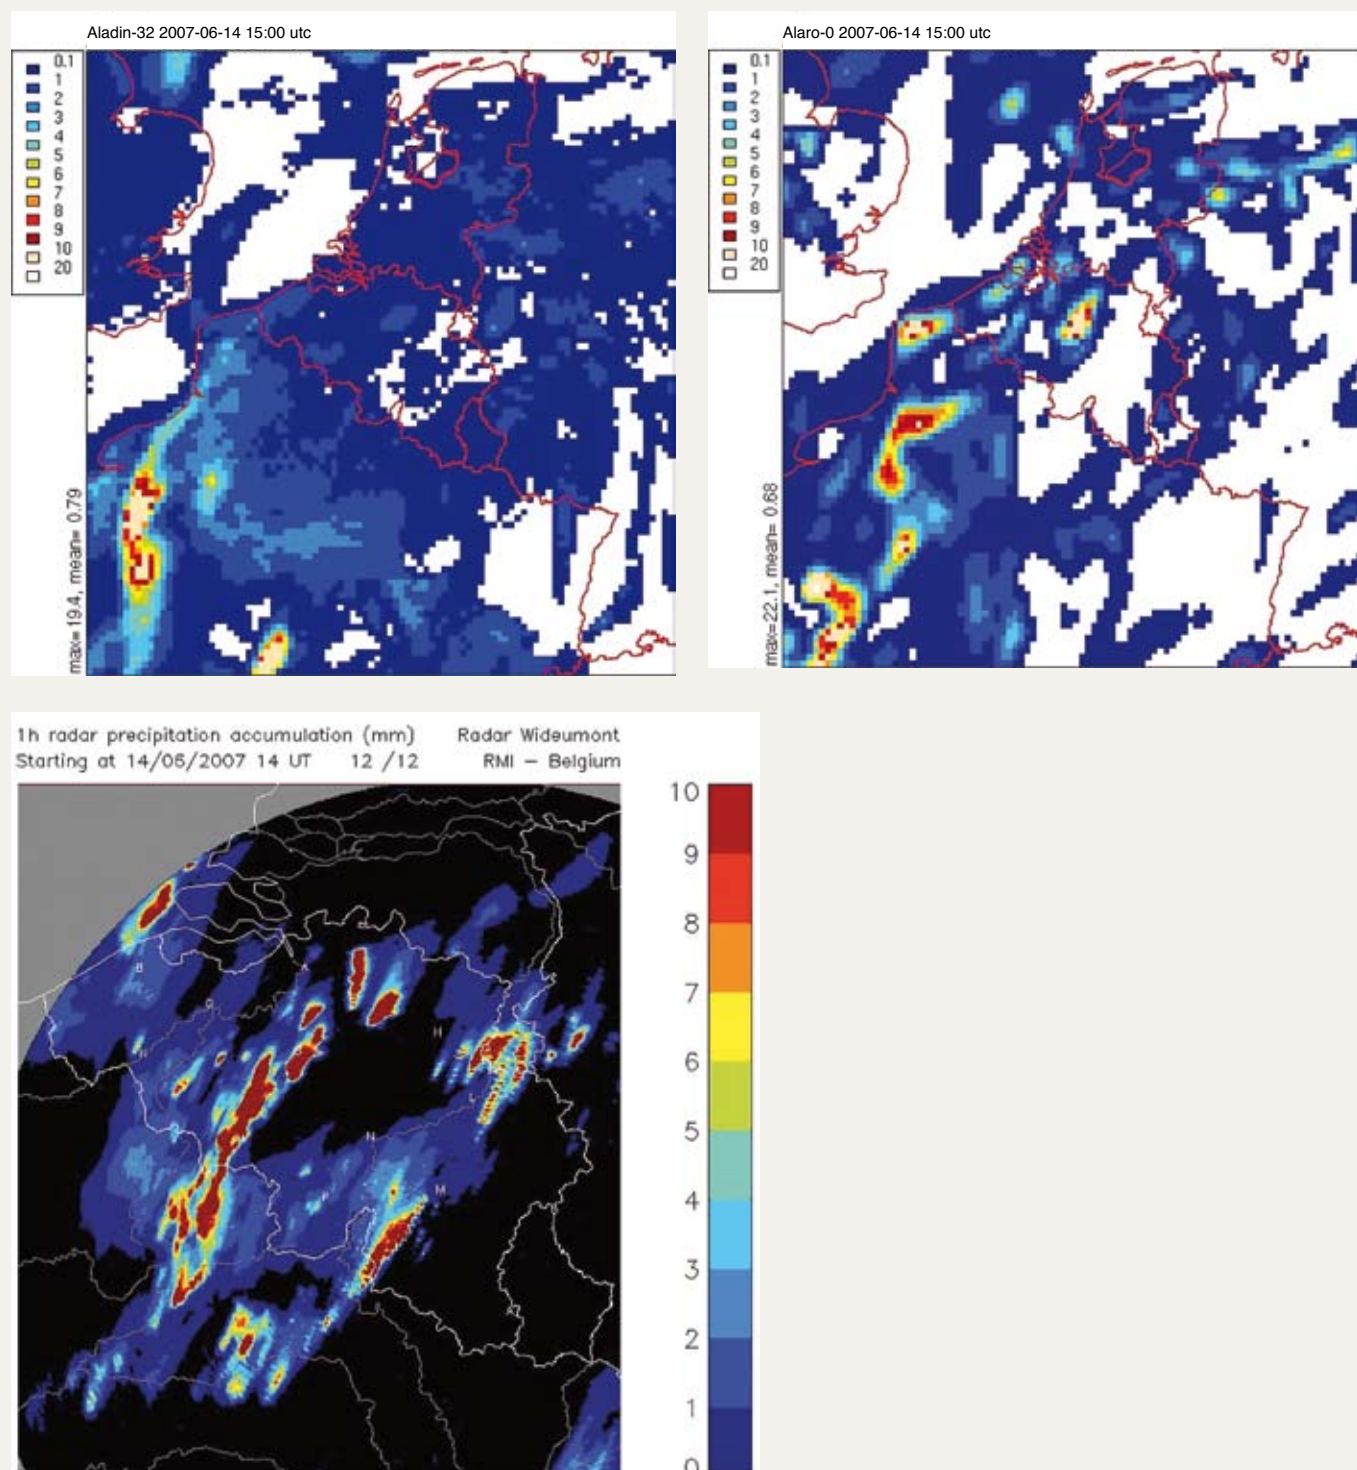 Aladin-32 2007-06-14 15:00 utc
0.1
1
2
3
4
5
6
7
8
9
10
20
max= 19.4, mean= 0.79
Alaro-0 2007-06-14 15:00 utc
0.1
1
2
3
4
5
6
7
8
9
10
20
max=22.1, mean= 0.68
1h radar precipitation accumulation (mm) Radar Wideumont
Starting at 14/06/2007 14 UT 12 /12 RMI – Belgium
10
9
8
7
6
5
4
3
2
1
0
B
G
H
N
M
P
A